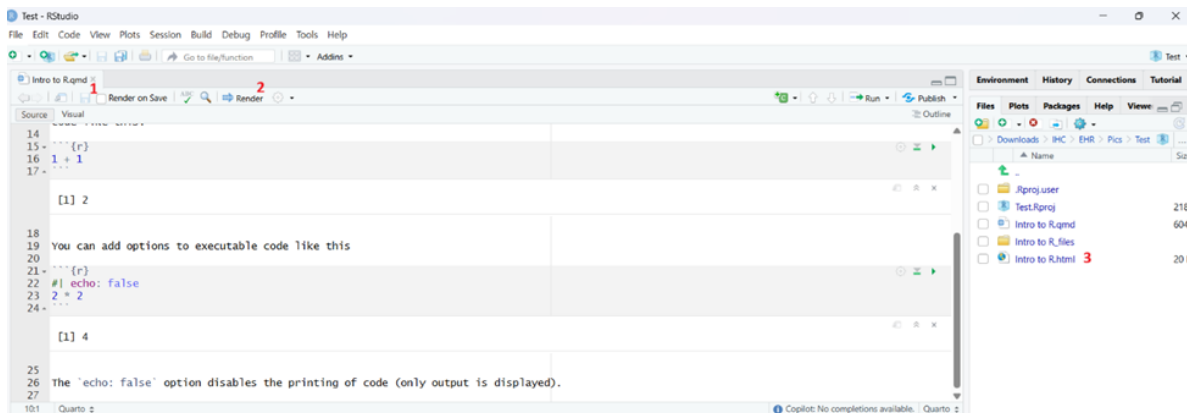 Test - RStudio
File Edit Code View Plots Session Build Debug Profile Tools Help
Go to file/function Addins Test
Intro to R.qmd
1 2
Render on Save ABC Render Run Publish
Source Visual Outline
14
15 ```{r}
16 1 + 1
17 ```
[1] 2
18
19 You can add options to executable code like this
20
21 ```{r}
22 #| echo: false
23 2 * 2
24 ```
[1] 4
25
26 The `echo: false` option disables the printing of code (only output is displayed).
27
10:1 Quarto Copilot: No completions available. Quarto
Environment History Connections Tutorial
Files Plots Packages Help Viewe
Downloads > IHC > EHR > Pics > Test ...
Name
..
.Rproj.user
Test.Rproj
Intro to R.qmd 604
Intro to R_files
Intro to R.html 3